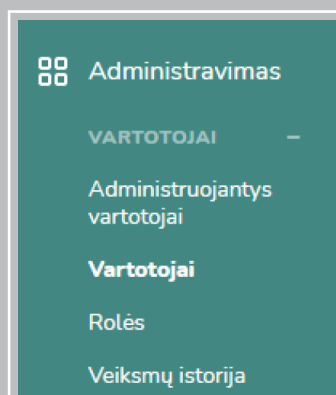 Administravimas
VARTOTOJAI –
Administruojantys
vartotojai
Vartotojai
Rolės
Veiksmų istorija